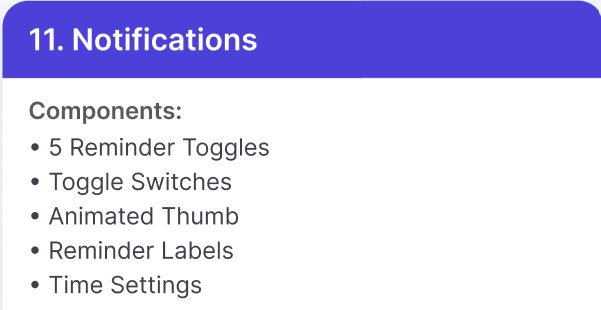 11. Notifications
Components:
• 5 Reminder Toggles
• Toggle Switches
• Animated Thumb
• Reminder Labels
• Time Settings